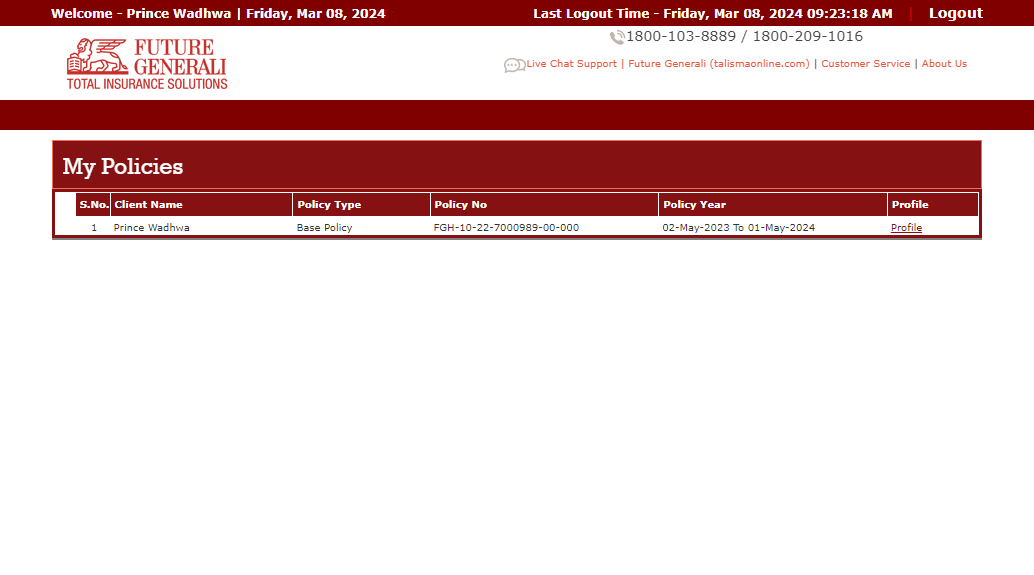 Welcome - Prince Wadhwa | Friday, Mar 08, 2024
Last Logout Time - Friday, Mar 08, 2024 09:23:18 AM | Logout
1800-103-8889 / 1800-209-1016
FUTURE
GENERALI
TOTAL INSURANCE SOLUTIONS
Live Chat Support | Future Generali (talismaonline.com) | Customer Service | About Us
My Policies
S.No. Client Name Policy Type Policy No Policy Year Profile
1 Prince Wadhwa Base Policy FGH-10-22-7000989-00-000 02-May-2023 To 01-May-2024 Profile